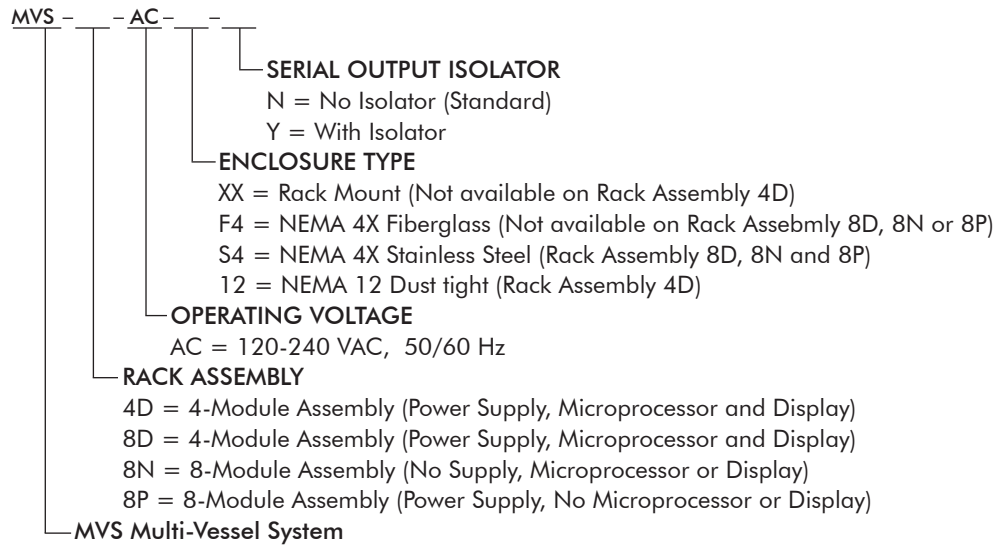 MVS – – AC – –
SERIAL OUTPUT ISOLATOR
N = No Isolator (Standard)
Y = With Isolator
ENCLOSURE TYPE
XX = Rack Mount (Not available on Rack Assembly 4D)
F4 = NEMA 4X Fiberglass (Not available on Rack Assebmly 8D, 8N or 8P)
S4 = NEMA 4X Stainless Steel (Rack Assembly 8D, 8N and 8P)
12 = NEMA 12 Dust tight (Rack Assembly 4D)
OPERATING VOLTAGE
AC = 120-240 VAC, 50/60 Hz
RACK ASSEMBLY
4D = 4-Module Assembly (Power Supply, Microprocessor and Display)
8D = 4-Module Assembly (Power Supply, Microprocessor and Display)
8N = 8-Module Assembly (No Supply, Microprocessor or Display)
8P = 8-Module Assembly (Power Supply, No Microprocessor or Display)
MVS Multi-Vessel System